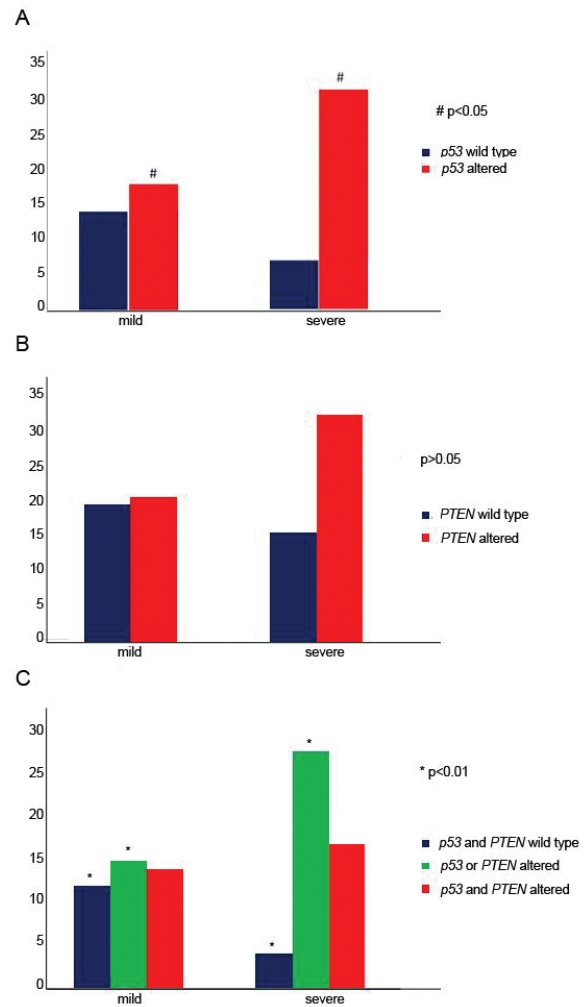 A
35
30
25
20
15
10
5
0
#
#
mild
severe
# p<0.05
p53 wild type
p53 altered
B
35
30
25
20
15
10
5
0
mild
severe
p>0.05
PTEN wild type
PTEN altered
C
30
25
20
15
10
5
0
*
*
*
*
mild
severe
* p<0.01
p53 and PTEN wild type
p53 or PTEN altered
p53 and PTEN altered